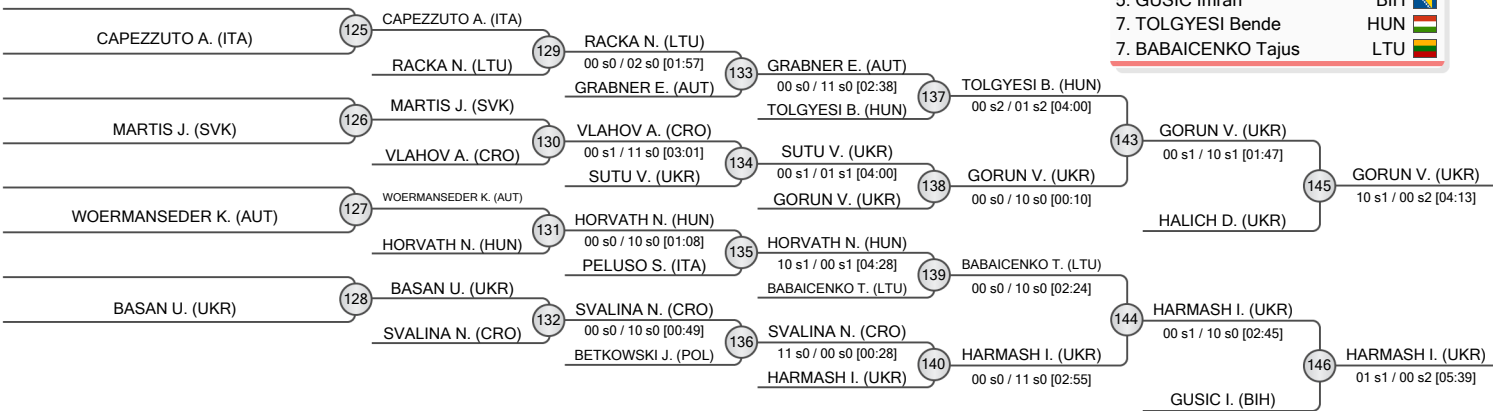 5. GUSIC Imran BIH
7. TOLGYESI Bende HUN
7. BABAICENKO Tajus LTU
CAPEZZUTO A. (ITA)
125
CAPEZZUTO A. (ITA)
RACKA N. (LTU)
129
RACKA N. (LTU)
00 s0 / 02 s0 [01:57]
GRABNER E. (AUT)
133
GRABNER E. (AUT)
00 s0 / 11 s0 [02:38]
TOLGYESI B. (HUN)
137
TOLGYESI B. (HUN)
00 s2 / 01 s2 [04:00]
MARTIS J. (SVK)
126
MARTIS J. (SVK)
VLAHOV A. (CRO)
130
VLAHOV A. (CRO)
00 s1 / 11 s0 [03:01]
SUTU V. (UKR)
134
SUTU V. (UKR)
00 s1 / 01 s1 [04:00]
GORUN V. (UKR)
138
GORUN V. (UKR)
00 s0 / 10 s0 [00:10]
143
GORUN V. (UKR)
00 s1 / 10 s1 [01:47]
HALICH D. (UKR)
145
GORUN V. (UKR)
10 s1 / 00 s2 [04:13]
WOERMANSEDER K. (AUT)
127
WOERMANSEDER K. (AUT)
HORVATH N. (HUN)
131
HORVATH N. (HUN)
00 s0 / 10 s0 [01:08]
PELUSO S. (ITA)
135
HORVATH N. (HUN)
10 s1 / 00 s1 [04:28]
BABAICENKO T. (LTU)
139
BABAICENKO T. (LTU)
00 s0 / 10 s0 [02:24]
BASAN U. (UKR)
128
BASAN U. (UKR)
SVALINA N. (CRO)
132
SVALINA N. (CRO)
00 s0 / 10 s0 [00:49]
BETKOWSKI J. (POL)
136
SVALINA N. (CRO)
11 s0 / 00 s0 [00:28]
HARMASH I. (UKR)
140
HARMASH I. (UKR)
00 s0 / 11 s0 [02:55]
144
HARMASH I. (UKR)
00 s1 / 10 s0 [02:45]
GUSIC I. (BIH)
146
HARMASH I. (UKR)
01 s1 / 00 s2 [05:39]